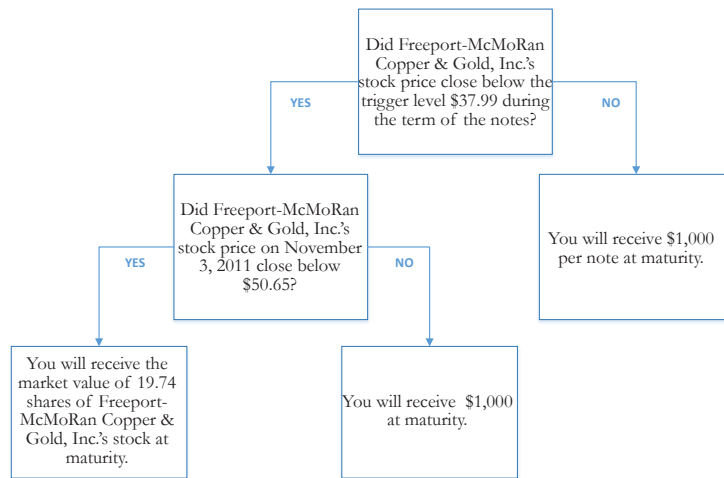 Did Freeport-McMoRan
Copper & Gold, Inc.'s
stock price close below the
trigger level $37.99 during
the term of the notes?
YES
NO
Did Freeport-McMoRan
Copper & Gold, Inc.'s
stock price on November
3, 2011 close below
$50.65?
You will receive $1,000
per note at maturity.
YES
NO
You will receive the
market value of 19.74
shares of Freeport-
McMoRan Copper &
Gold, Inc.'s stock at
maturity.
You will receive $1,000
at maturity.